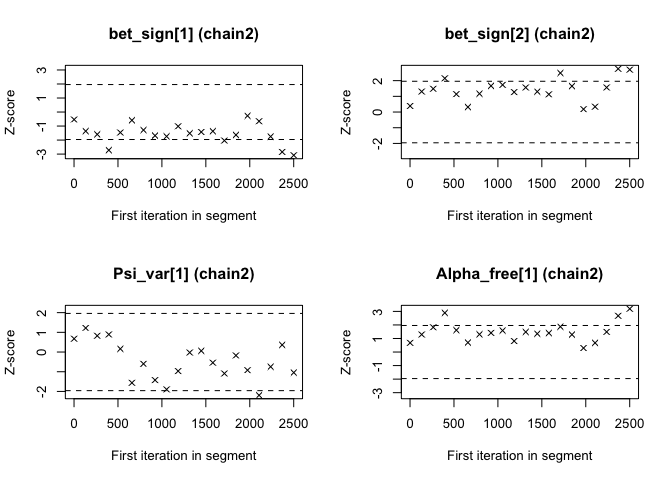 bet_sign[1] (chain2)
Z-score
3
1
-1
-3
0 500 1000 1500 2000 2500
First iteration in segment
bet_sign[2] (chain2)
Z-score
2
0
-2
0 500 1000 1500 2000 2500
First iteration in segment
Psi_var[1] (chain2)
Z-score
2
1
0
-2
0 500 1000 1500 2000 2500
First iteration in segment
Alpha_free[1] (chain2)
Z-score
3
1
-1
-3
0 500 1000 1500 2000 2500
First iteration in segment